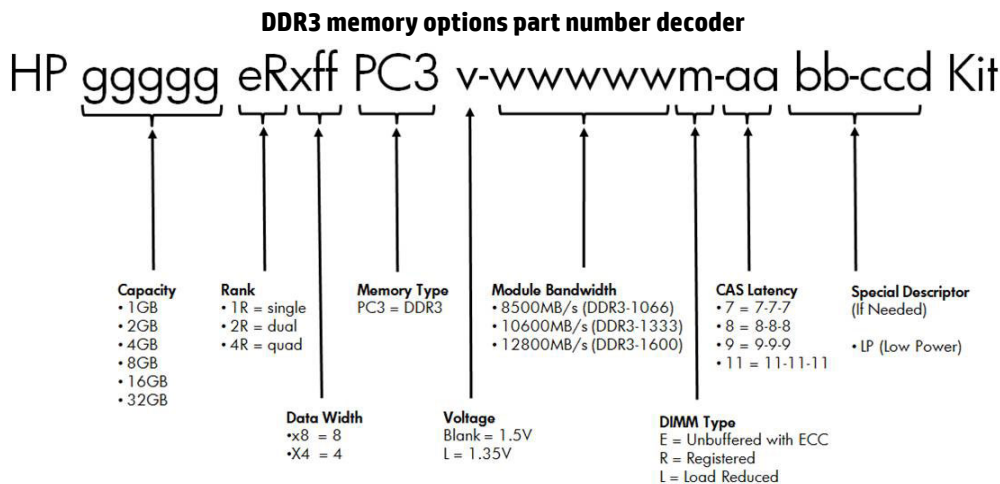 DDR3 memory options part number decoder
HP ggggg eRxff PC3 v-wwwwwm-aa bb-ccd Kit
Capacity
• 1GB
• 2GB
• 4GB
• 8GB
• 16GB
• 32GB
Rank
• 1R = single
• 2R = dual
• 4R = quad
Memory Type
PC3 = DDR3
Module Bandwidth
• 8500MB/s (DDR3-1066)
• 10600MB/s (DDR3-1333)
• 12800MB/s (DDR3-1600)
CAS Latency
• 7 = 7-7-7
• 8 = 8-8-8
• 9 = 9-9-9
• 11 = 11-11-11
Special Descriptor
(If Needed)
• LP (Low Power)
Data Width
•x8 = 8
•X4 = 4
Voltage
Blank = 1.5V
L = 1.35V
DIMM Type
E = Unbuffered with ECC
R = Registered
L = Load Reduced